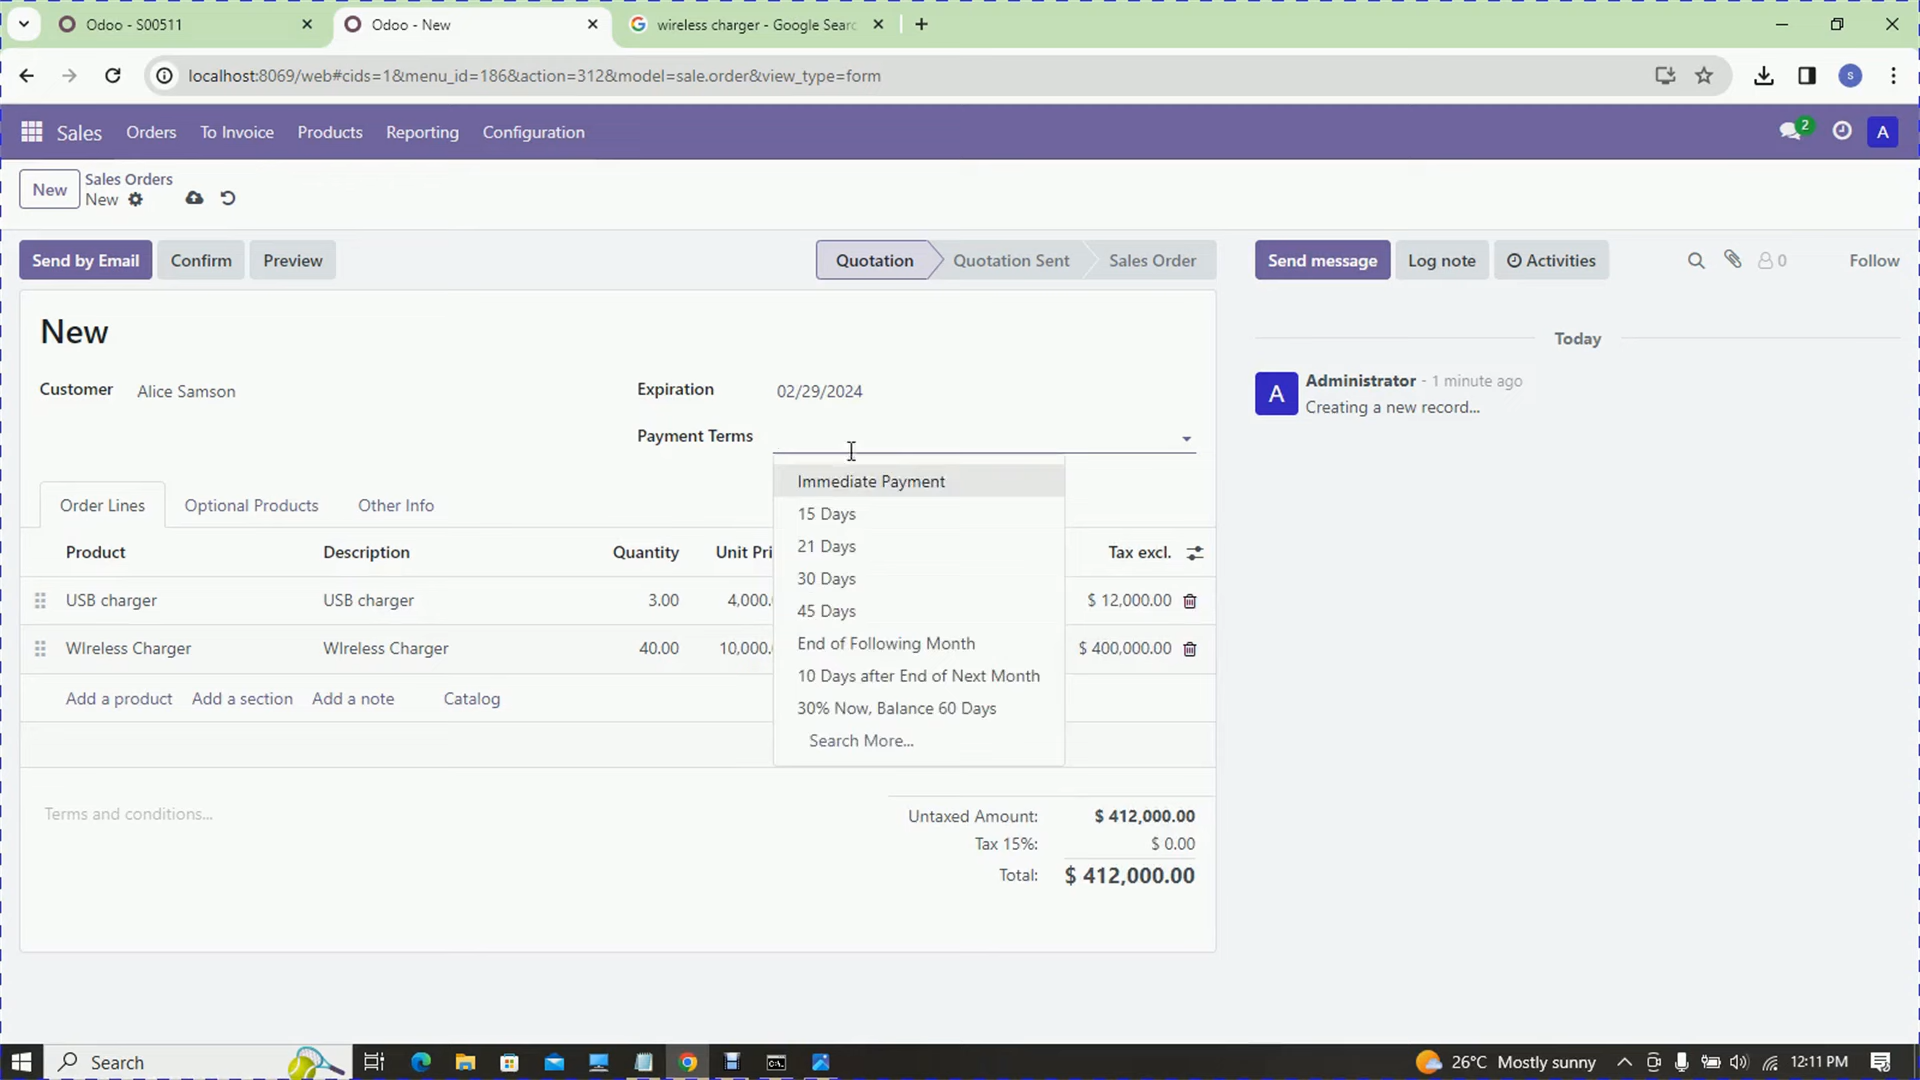 Odoo - S00511
Odoo - New
wireless charger - Google Searc
localhost:8069/web#cids=1&menu_id=186&action=312&model=sale.order&view_type=form
S
Sales Orders To Invoice Products Reporting Configuration
2
A
New
Sales Orders
New
Send by Email Confirm Preview
Quotation Quotation Sent Sales Order
Send message Log note Activities
0 Follow
New
Today
Customer Alice Samson
Expiration 02/29/2024
A
Administrator - 1 minute ago
Creating a new record...
Payment Terms
Immediate Payment
15 Days
21 Days
30 Days
45 Days
End of Following Month
10 Days after End of Next Month
30% Now, Balance 60 Days
Search More...
Order Lines Optional Products Other Info
Product Description Quantity Unit Pri Tax excl.
USB charger USB charger 3.00 4,000. $ 12,000.00
WIreless Charger WIreless Charger 40.00 10,000. $ 400,000.00
Add a product Add a section Add a note Catalog
Terms and conditions...
Untaxed Amount: $ 412,000.00
Tax 15%: $ 0.00
Total: $ 412,000.00
Search
26°C Mostly sunny
12:11 PM